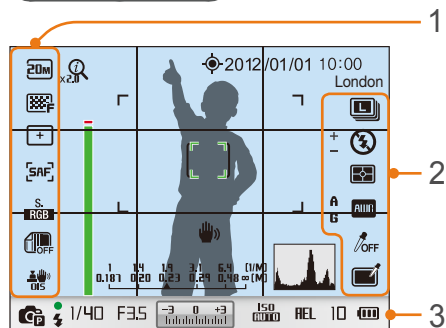 1
20M
x2.0
2012/01/01 10:00
London
F
+
SAF
S.
RGB
OFF
OIS
L
+
−
A
G
AWB
OFF
2
1 1.4 1.9 3.1 6.4 (1/M)
0.187 0.20 0.23 0.29 0.48 ∞(M)
P 1/40 F3.5 -3 0 +3 ISO AUTO AEL 10
3